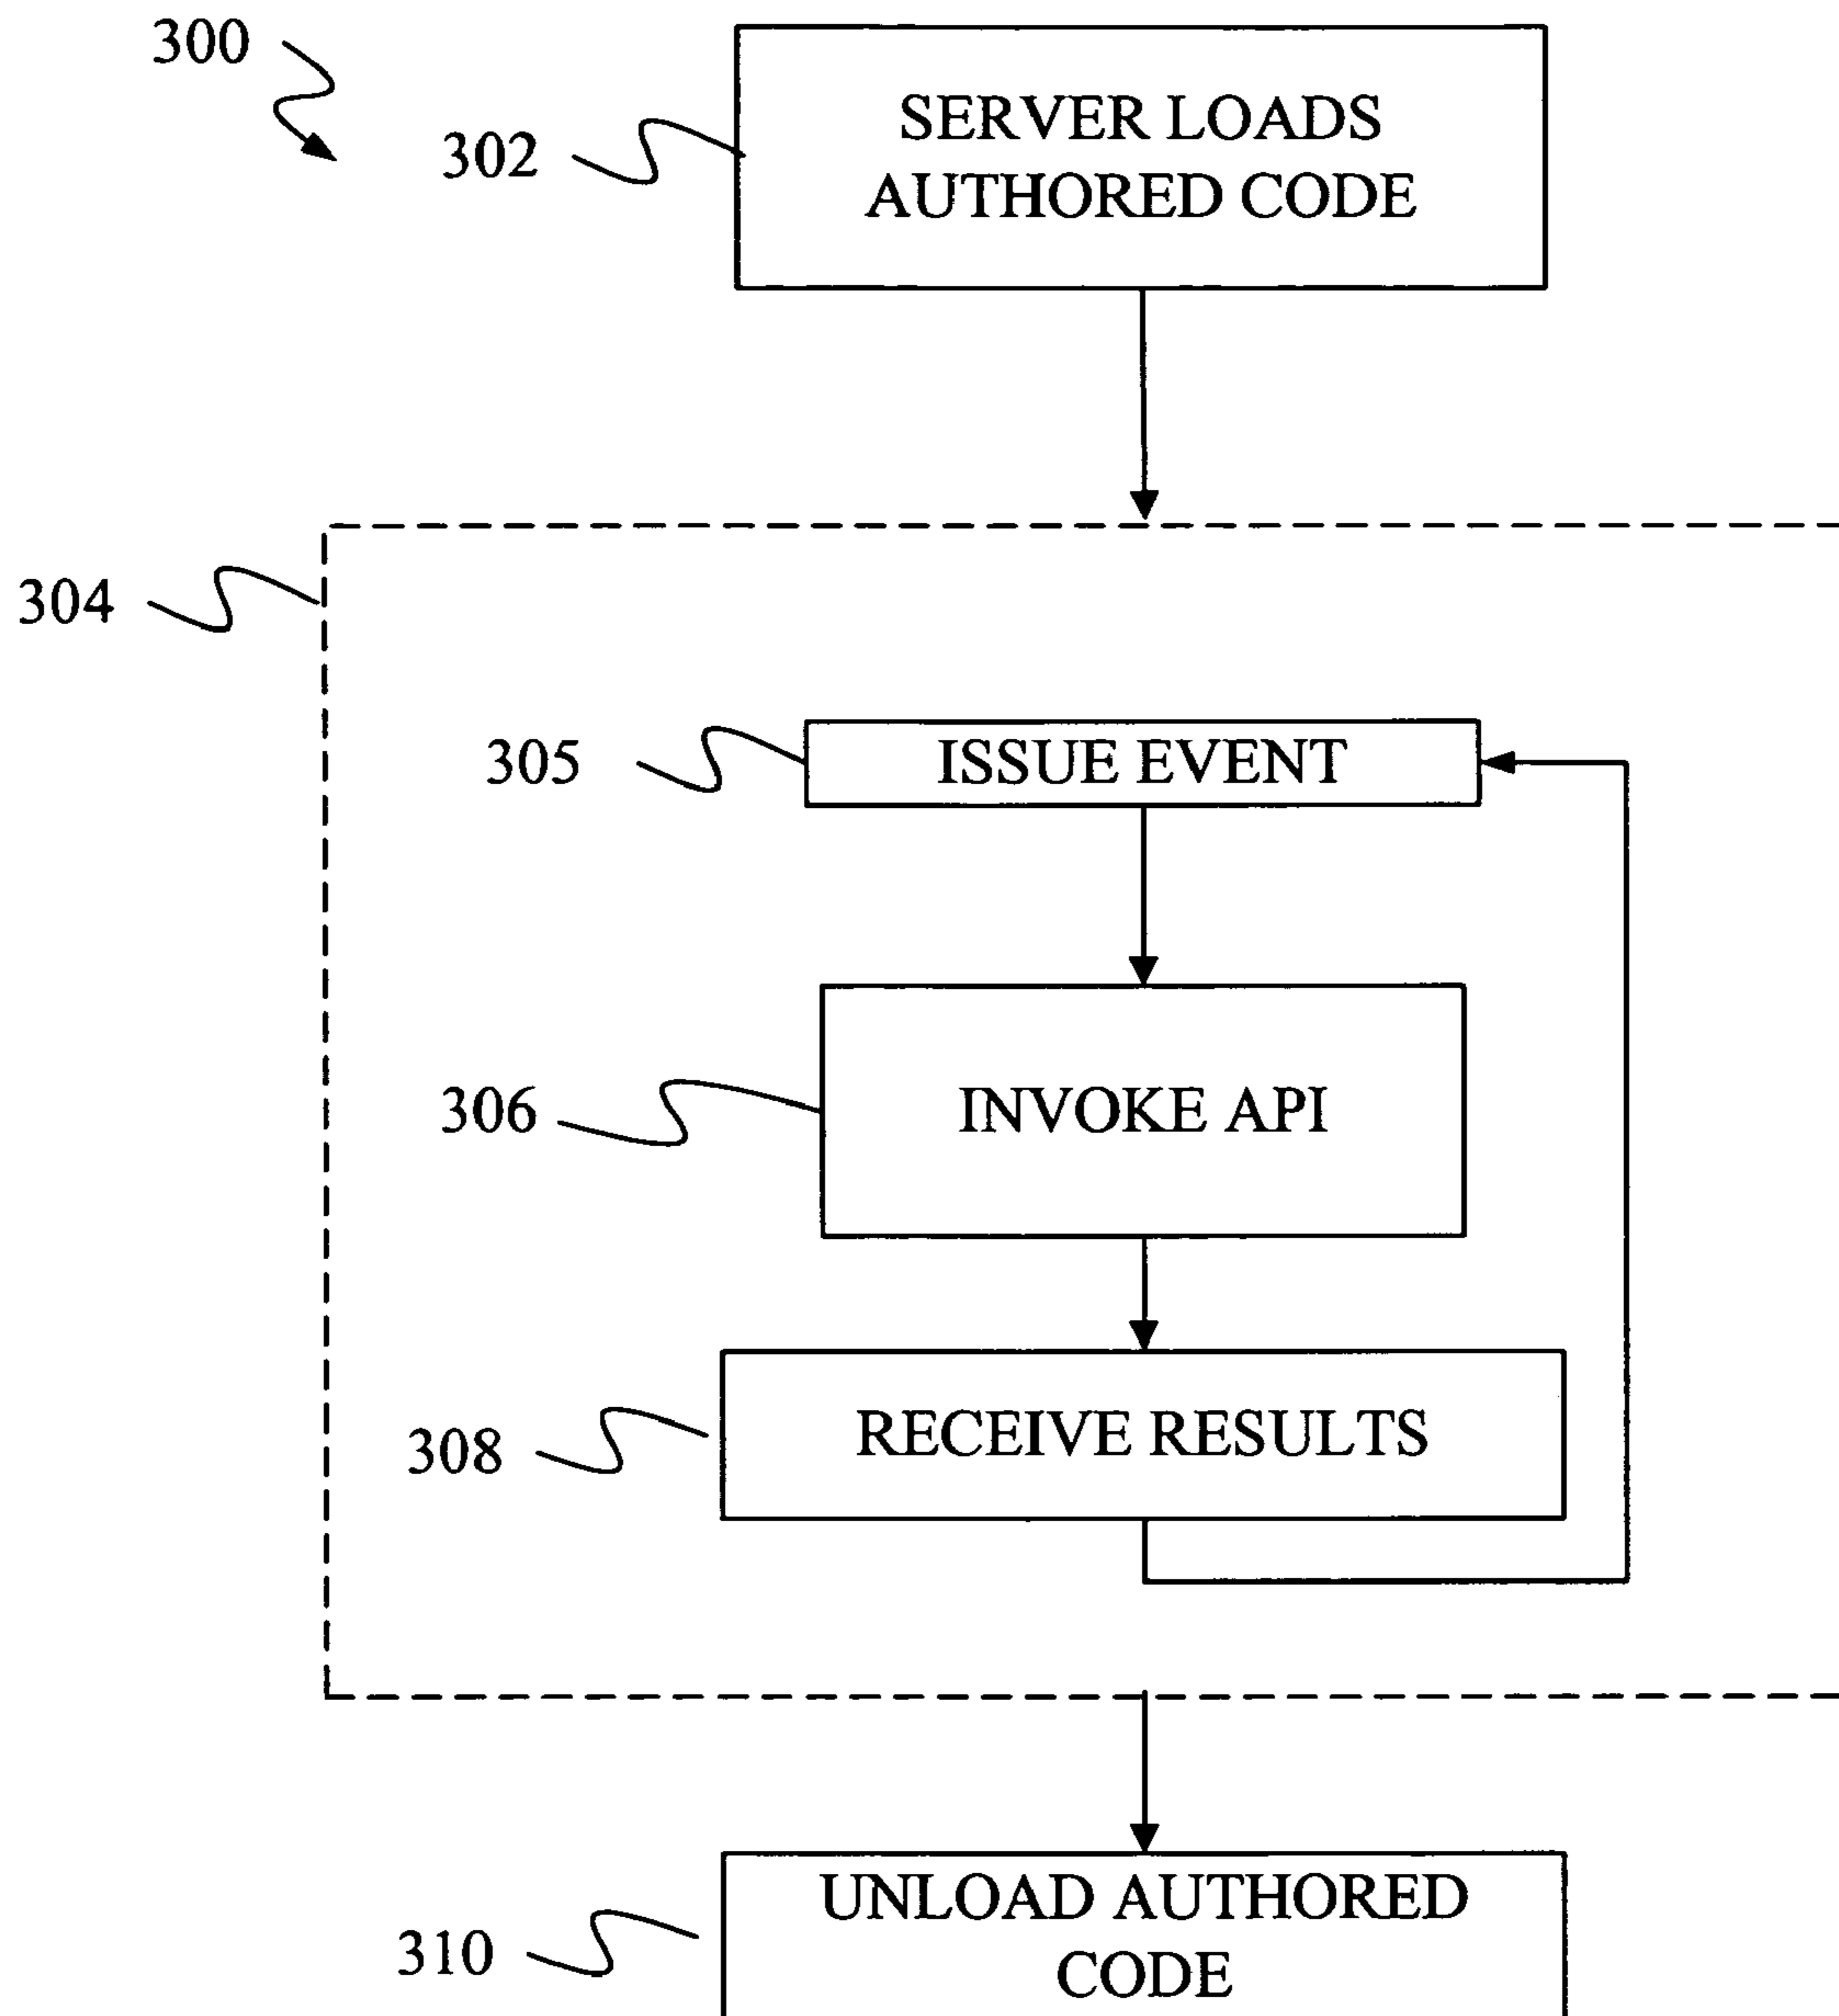 300
302
SERVER LOADS
AUTHORED CODE
304
305
ISSUE EVENT
306
INVOKE API
308
RECEIVE RESULTS
310
UNLOAD AUTHORED
CODE